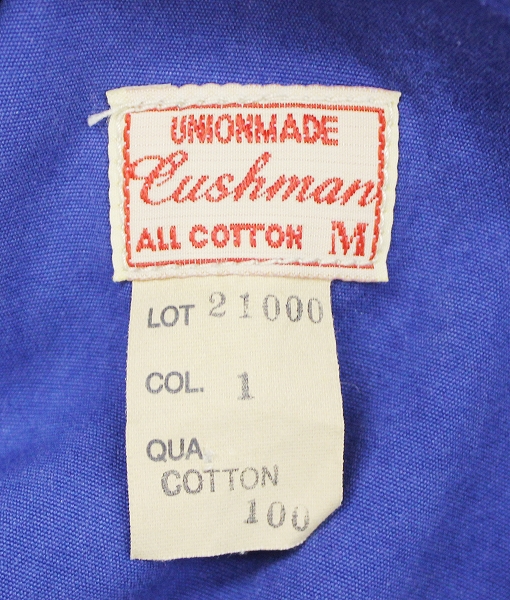 UNIONMADE
Cushman
ALL COTTON M
LOT 21000
COL. 1
QUA.
COTTON
100